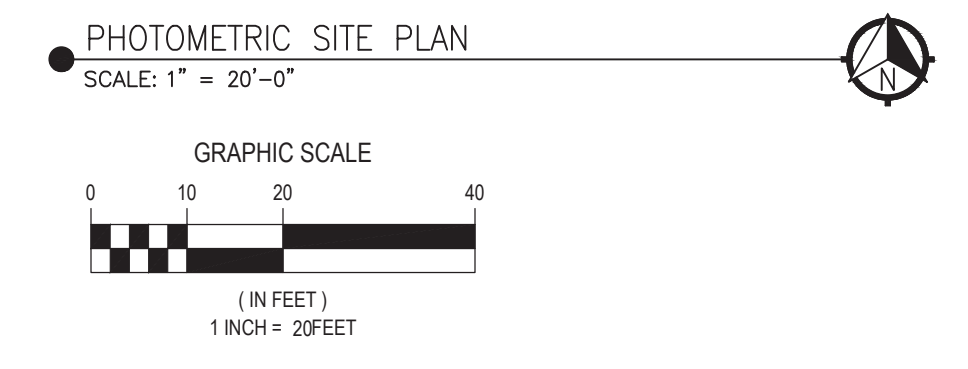 PHOTOMETRIC SITE PLAN
SCALE: 1" = 20'-0"
N
GRAPHIC SCALE
0 10 20 40
( IN FEET )
1 INCH = 20FEET